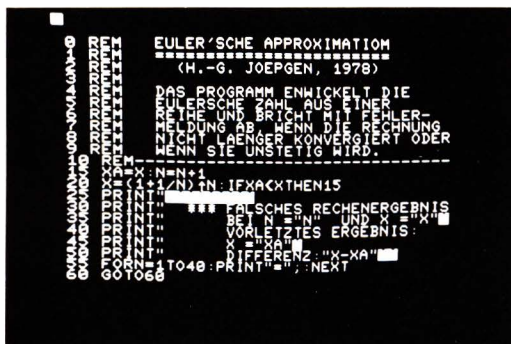 0 REM EULER'SCHE APPROXIMATIOM
1 REM ==========================
2 REM (H.-G. JOEPGEN, 1978)
3 REM
4 REM DAS PROGRAMM ENWICKELT DIE
5 REM EULERSCHE ZAHL AUS EINER
6 REM REIHE UND BRICHT MIT FEHLER-
7 REM MELDUNG AB, WENN DIE RECHNUNG
8 REM NICHT LAENGER KONVERGIERT ODER
9 REM WENN SIE UNSTETIG WIRD.
10 REM--------------------------------
15 XA=X:N=N+1
20 X=(1+1/N)↑N:IFXA<XTHEN15
PRINT"
30 PRINT" *** FALSCHES RECHENERGEBNIS
35 PRINT" BEI N ="N" UND X ="X"
40 PRINT" VORLETZTES ERGEBNIS:
45 PRINT" X ="XA"
50 PRINT" DIFFERENZ:"X-XA"
FORN=1TO40:PRINT"=";:NEXT
60 GOTO60